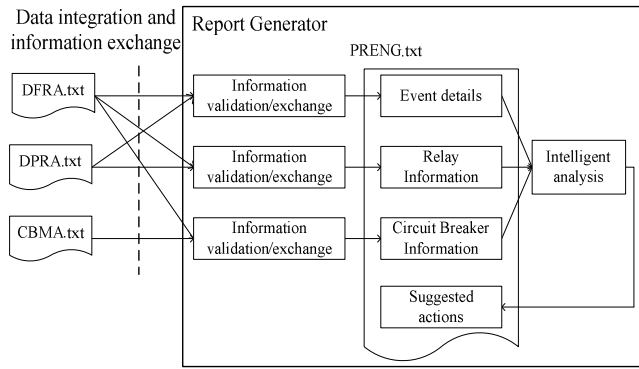 Data integration and
information exchange
Report Generator
PRENG.txt
DFRA.txt
Information
validation/exchange
Event details
DPRA.txt
Information
validation/exchange
Relay
Information
Intelligent
analysis
CBMA.txt
Information
validation/exchange
Circuit Breaker
Information
Suggested
actions